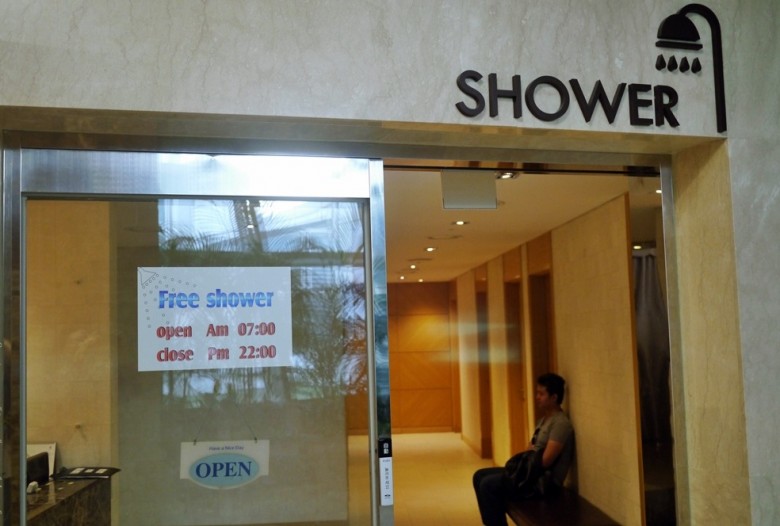 SHOWER
Free shower
open Am 07:00
close Pm 22:00
OPEN